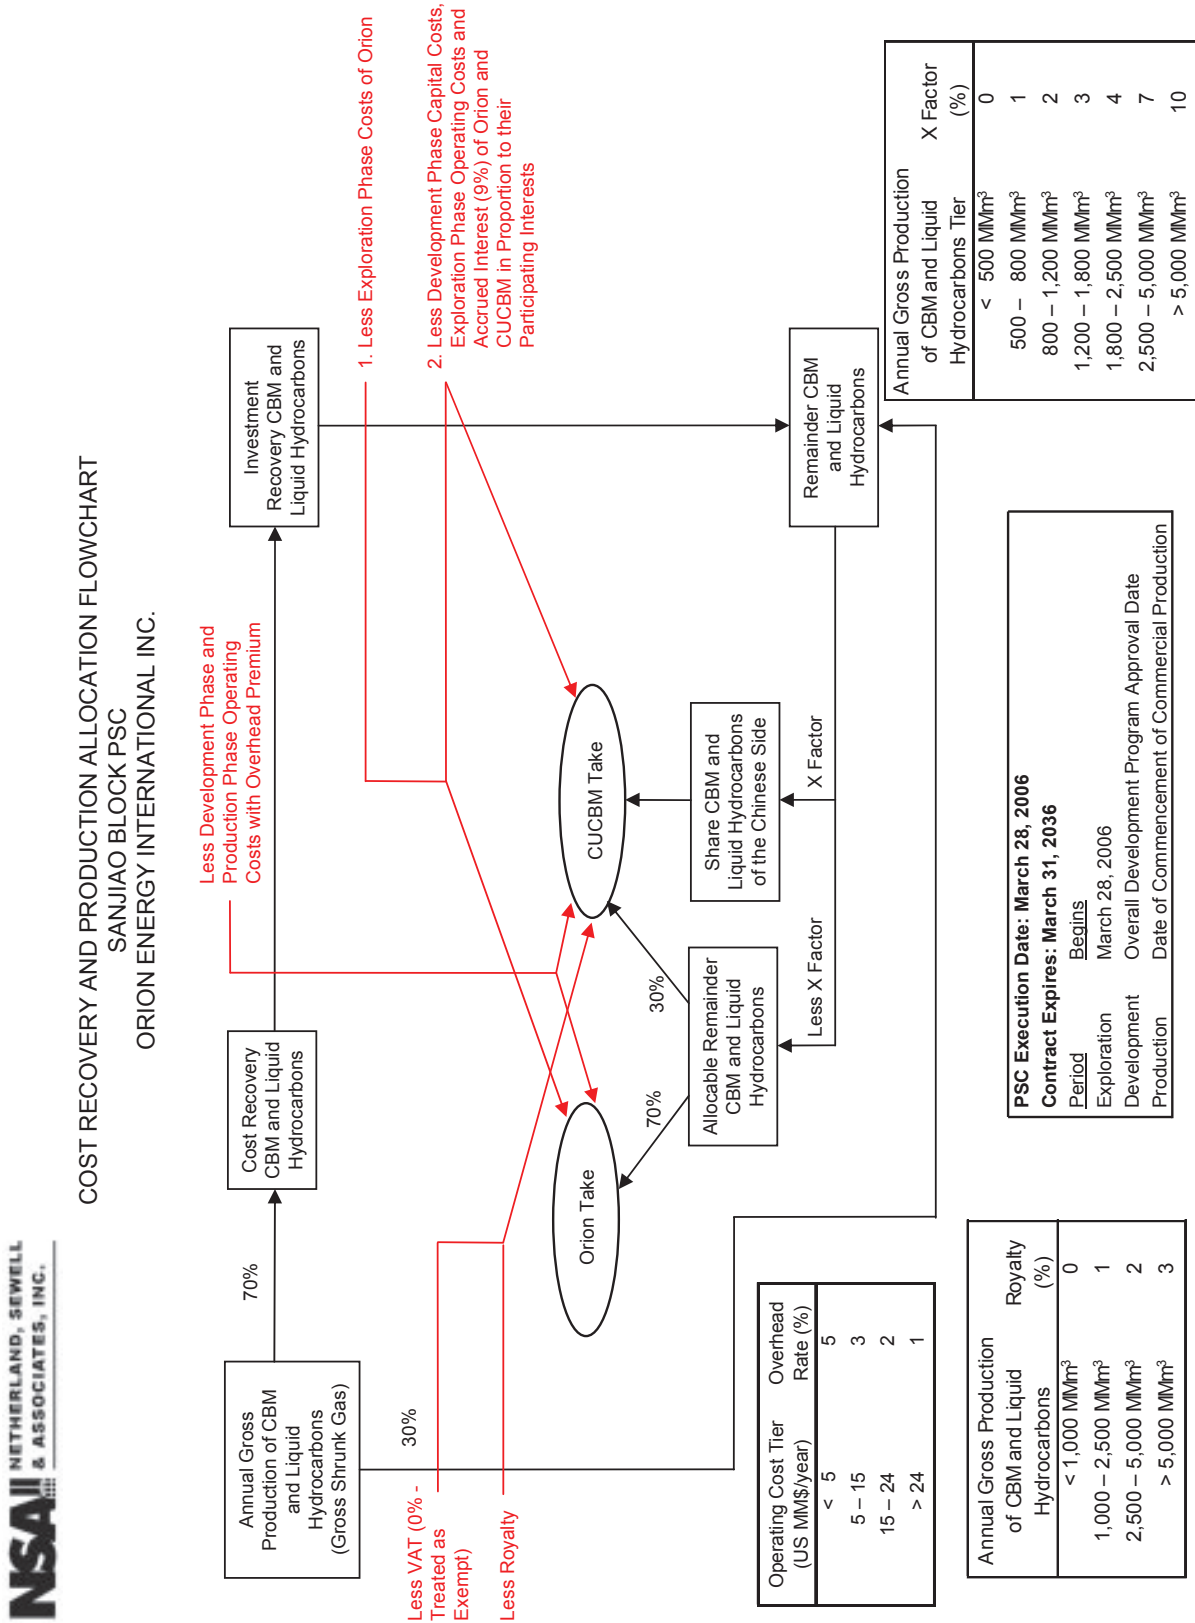 NSAI NETHERLAND, SEWELL
& ASSOCIATES, INC.
COST RECOVERY AND PRODUCTION ALLOCATION FLOWCHART
SANJIAO BLOCK PSC
ORION ENERGY INTERNATIONAL INC.
Annual Gross
Production of CBM
and Liquid
Hydrocarbons
(Gross Shrunk Gas)
70%
Cost Recovery
CBM and Liquid
Hydrocarbons
Less Development Phase and
Production Phase Operating
Costs with Overhead Premium
Investment
Recovery CBM and
Liquid Hydrocarbons
1. Less Exploration Phase Costs of Orion
2. Less Development Phase Capital Costs,
Exploration Phase Operating Costs and
Accrued Interest (9%) of Orion and
CUCBM in Proportion to their
Participating Interests
30%
Less VAT (0% -
Treated as
Exempt)
Less Royalty
Orion Take
CUCBM Take
70%
30%
Allocable Remainder
CBM and Liquid
Hydrocarbons
Share CBM and
Liquid Hydrocarbons
of the Chinese Side
Remainder CBM
and Liquid
Hydrocarbons
Less X Factor
X Factor
Operating Cost Tier Overhead
(US MM$/year) Rate (%)
< 5 5
5 – 15 3
15 – 24 2
> 24 1
Annual Gross Production
of CBM and Liquid Royalty
Hydrocarbons (%)
< 1,000 MMm³ 0
1,000 – 2,500 MMm³ 1
2,500 – 5,000 MMm³ 2
> 5,000 MMm³ 3
PSC Execution Date: March 28, 2006
Contract Expires: March 31, 2036
Period Begins
Exploration March 28, 2006
Development Overall Development Program Approval Date
Production Date of Commencement of Commercial Production
Annual Gross Production
of CBM and Liquid X Factor
Hydrocarbons Tier (%)
< 500 MMm³ 0
500 – 800 MMm³ 1
800 – 1,200 MMm³ 2
1,200 – 1,800 MMm³ 3
1,800 – 2,500 MMm³ 4
2,500 – 5,000 MMm³ 7
> 5,000 MMm³ 10